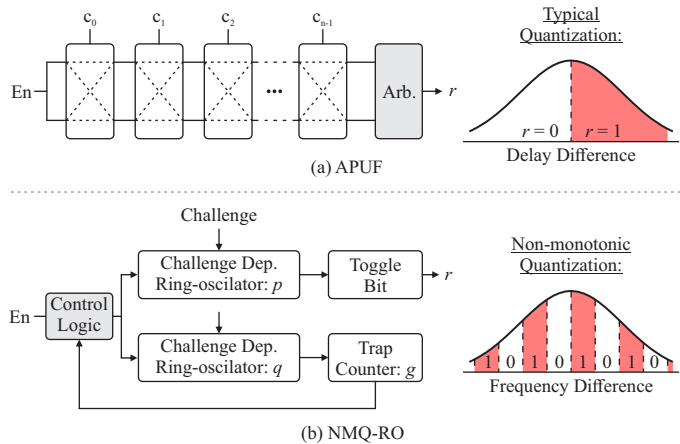 c0 c1 c2 cn-1
En
Arb.
r
(a) APUF
Typical
Quantization:
r = 0 r = 1
Delay Difference
Challenge
Challenge Dep.
Ring-oscilator: p
Toggle
Bit
r
En
Control
Logic
Challenge Dep.
Ring-oscilator: q
Trap
Counter: g
(b) NMQ-RO
Non-monotonic
Quantization:
1 0 1 0 1 0 1 0
Frequency Difference